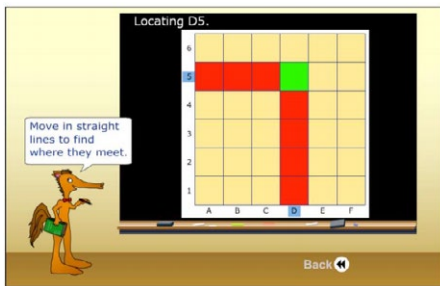 Locating D5.
6
5
4
3
2
1
A B C D E F
Move in straight
lines to find
where they meet.
Back